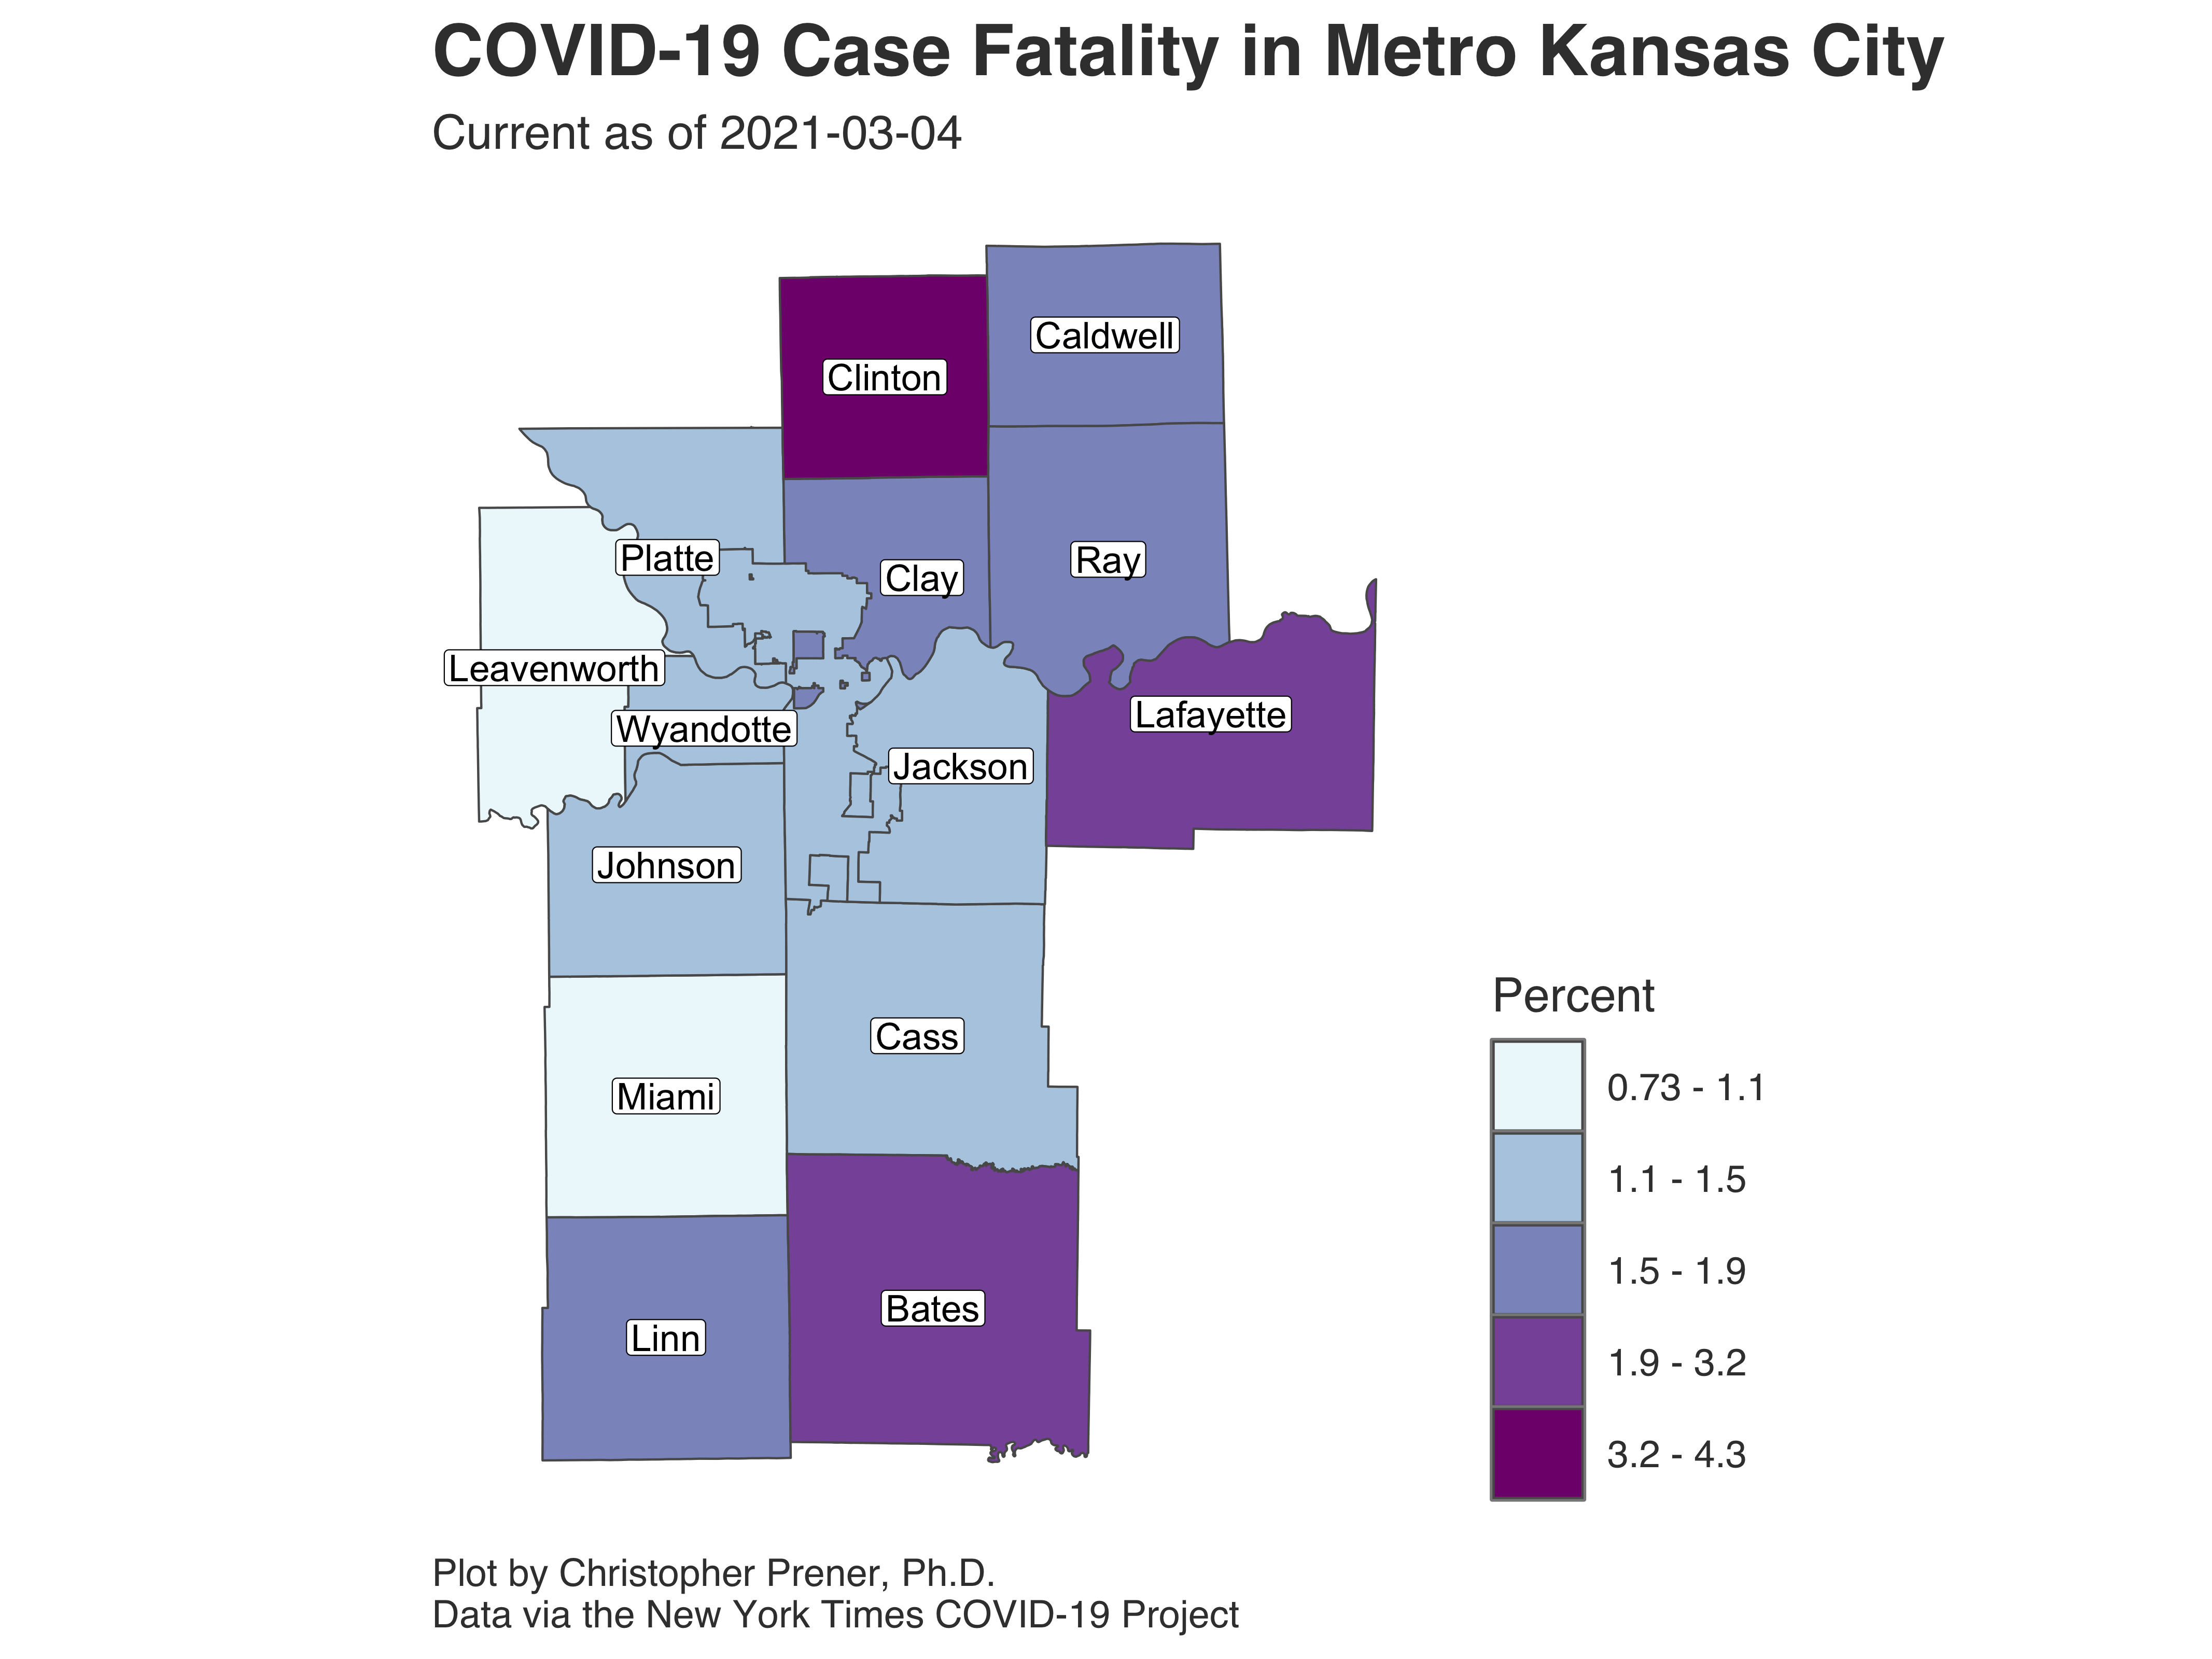 COVID-19 Case Fatality in Metro Kansas City
Current as of 2021-03-04
Caldwell
Clinton
Platte
Clay
Ray
Leavenworth
Wyandotte
Lafayette
Jackson
Johnson
Cass
Miami
Bates
Linn
Percent
0.73 - 1.1
1.1 - 1.5
1.5 - 1.9
1.9 - 3.2
3.2 - 4.3
Plot by Christopher Prener, Ph.D.
Data via the New York Times COVID-19 Project